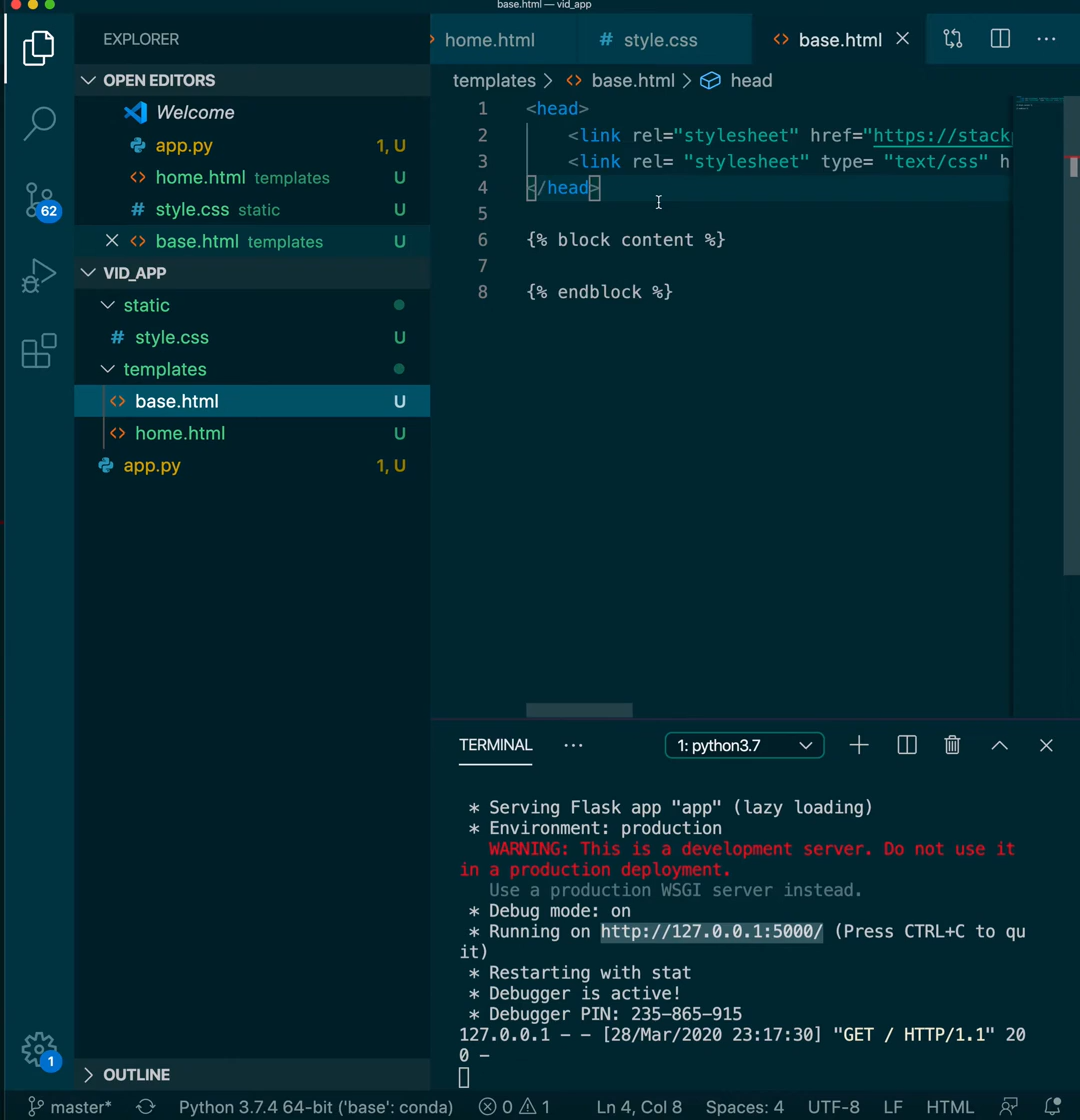 base.html — vid_app
EXPLORER
OPEN EDITORS
Welcome
app.py 1, U
home.html templates U
style.css static U
base.html templates U
VID_APP
static
style.css U
templates
base.html U
home.html U
app.py 1, U
OUTLINE
62
1
home.html
# style.css
<> base.html
templates > <> base.html > head
1 <head>
2 <link rel="stylesheet" href="https://stack
3 <link rel= "stylesheet" type= "text/css" h
4 </head>
5
6 {% block content %}
7
8 {% endblock %}
TERMINAL ... 1: python3.7
* Serving Flask app "app" (lazy loading)
* Environment: production
WARNING: This is a development server. Do not use it
in a production deployment.
Use a production WSGI server instead.
* Debug mode: on
* Running on http://127.0.0.1:5000/ (Press CTRL+C to qu
it)
* Restarting with stat
* Debugger is active!
* Debugger PIN: 235-865-915
127.0.0.1 - - [28/Mar/2020 23:17:30] "GET / HTTP/1.1" 20
0 -
master* Python 3.7.4 64-bit ('base': conda) 0 1 Ln 4, Col 8 Spaces: 4 UTF-8 LF HTML